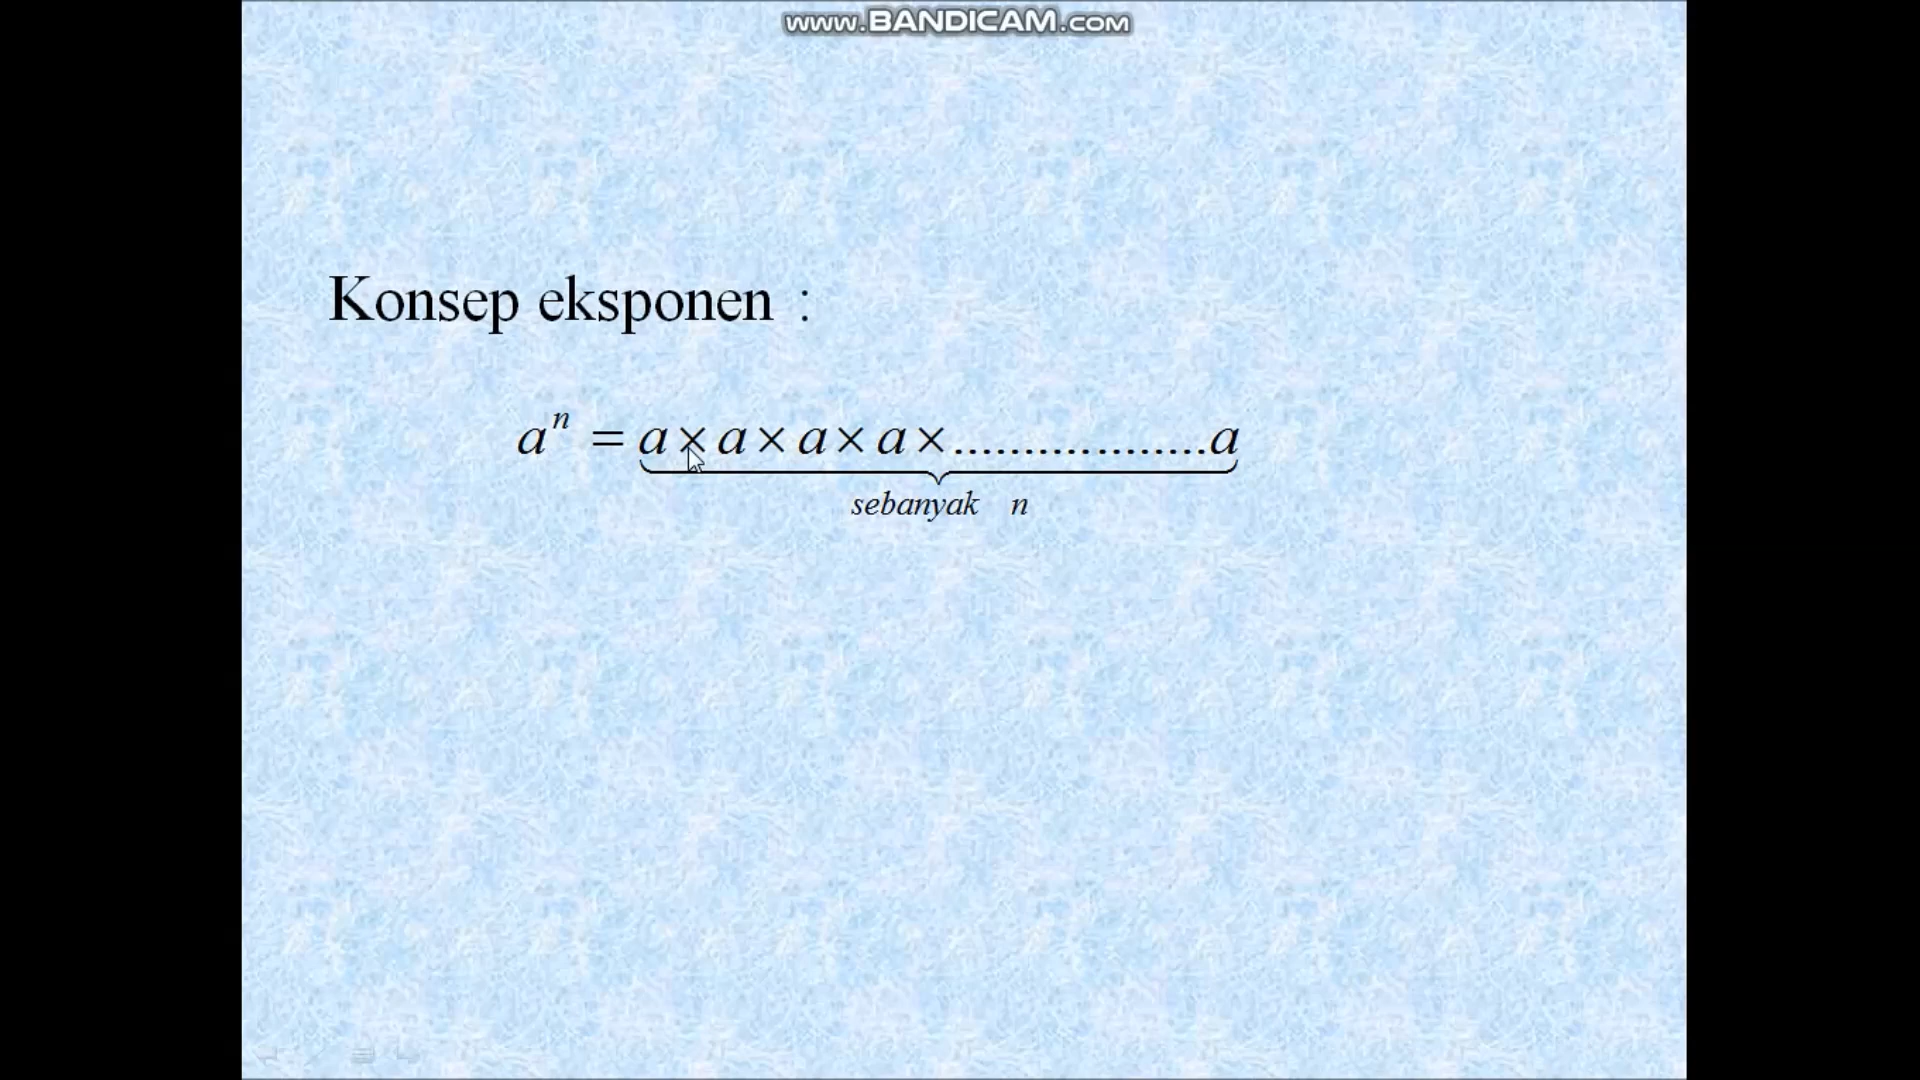 www.BANDICAM.com
Konsep eksponen :
aⁿ = a × a × a × a ×..................a
sebanyak n